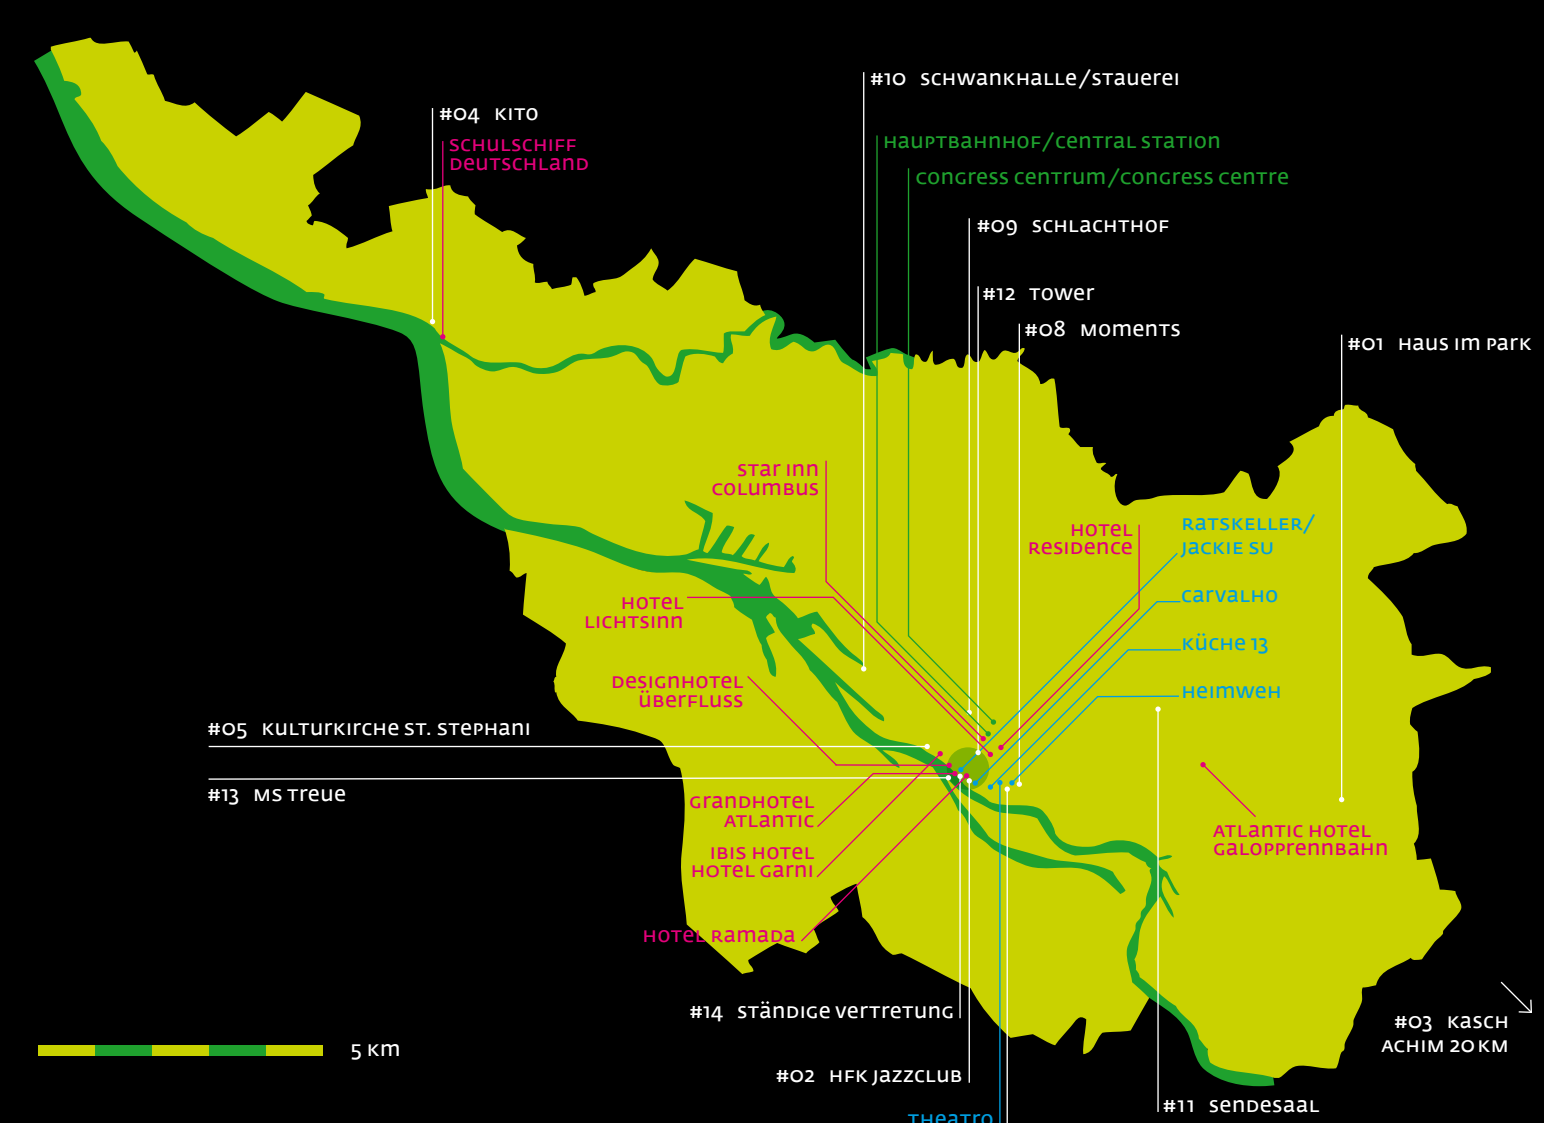 #10 Schwankhalle/Stauerei
#04 KITO
Hauptbahnhof/Central Station
Schulschiff
Deutschland
Congress Centrum/Congress Centre
#09 Schlachthof
#12 Tower
#08 Moments
#01 Haus im Park
Star Inn
Columbus
Hotel
Residence
Ratskeller/
Jackie Su
Carvalho
Hotel
Lichtsinn
Küche 13
Designhotel
Überfluss
Heimweh
#05 Kulturkirche St. Stephani
#13 MS Treue
Grandhotel
Atlantic
Atlantic Hotel
Galopprennbahn
Ibis Hotel
Hotel Garni
Hotel Ramada
#14 Ständige Vertretung
#03 KASCH
ACHIM 20 KM
5 km
#02 HFK Jazzclub
#11 Sendesaal
Theatro